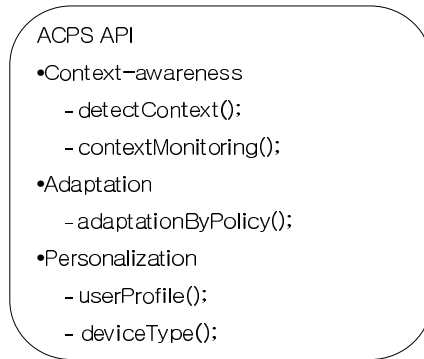 ACPS API
•Context-awareness
- detectContext();
- contextMonitoring();
•Adaptation
- adaptationByPolicy();
•Personalization
- userProfile();
- deviceType();